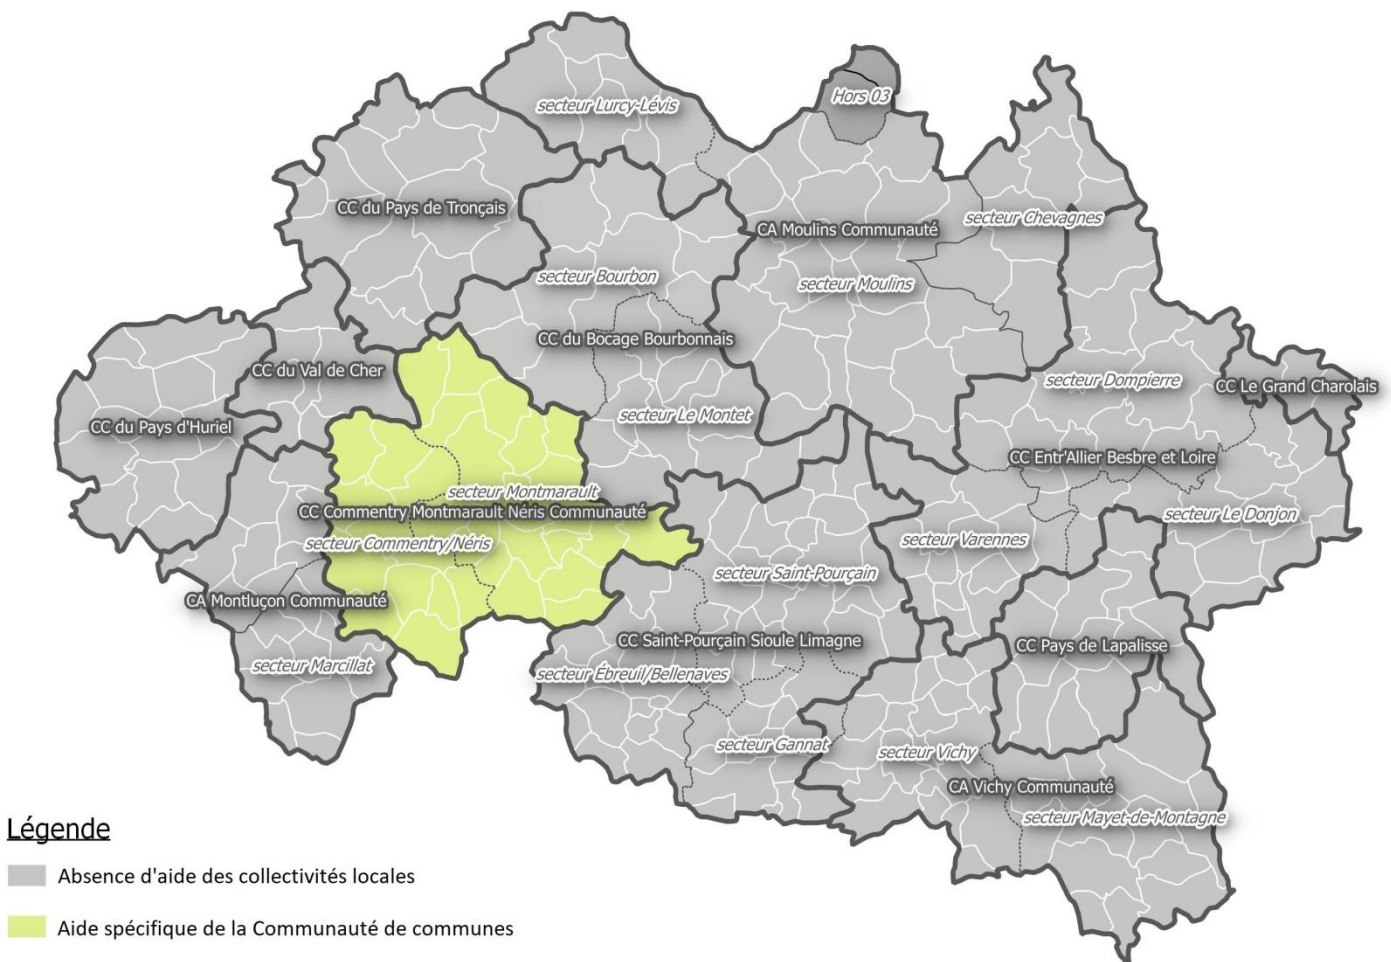 Hors 03
secteur Lurcy-Lévis
CC du Pays de Tronçais
secteur Chevagnes
CA Moulins Communauté
secteur Bourbon
secteur Moulins
CC du Bocage Bourbonnais
CC du Val de Cher
secteur Dompierre
CC Le Grand Charolais
secteur Le Montet
CC du Pays d'Huriel
CC Entr'Allier Besbre et Loire
secteur Montmarault
CC Commentry Montmarault Néris Communauté
secteur Le Donjon
secteur Commentry/Néris
secteur Varennes
secteur Saint-Pourçain
CA Montluçon Communauté
CC Saint-Pourçain Sioule Limagne
CC Pays de Lapalisse
secteur Marcillat
secteur Ébreuil/Bellenaves
secteur Gannat
secteur Vichy
CA Vichy Communauté
secteur Mayet-de-Montagne
Légende
Absence d'aide des collectivités locales
Aide spécifique de la Communauté de communes